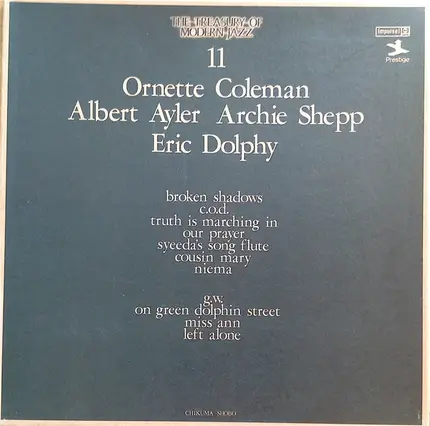 THE TREASURY OF
MODERN JAZZ
impulse!
Prestige
11
Ornette Coleman
Albert Ayler Archie Shepp
Eric Dolphy
broken shadows
c.o.d.
truth is marching in
our prayer
syeeda's song flute
cousin mary
niema
g.w.
on green dolphin street
miss ann
left alone
CHIKUMA SHOBO